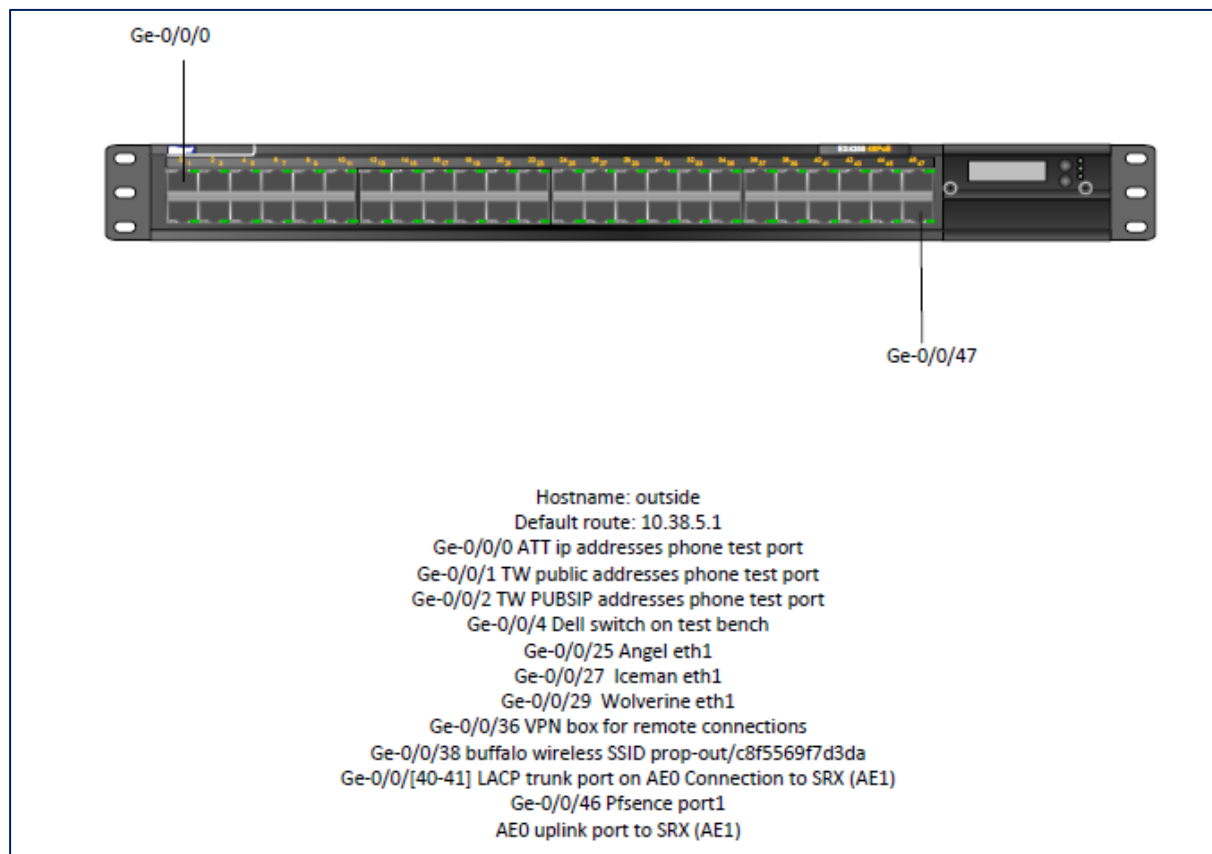 Ge-0/0/0
Ge-0/0/47
Hostname: outside
Default route: 10.38.5.1
Ge-0/0/0 ATT ip addresses phone test port
Ge-0/0/1 TW public addresses phone test port
Ge-0/0/2 TW PUBSIP addresses phone test port
Ge-0/0/4 Dell switch on test bench
Ge-0/0/25 Angel eth1
Ge-0/0/27  Iceman eth1
Ge-0/0/29  Wolverine eth1
Ge-0/0/36 VPN box for remote connections
Ge-0/0/38 buffalo wireless SSID prop-out/c8f5569f7d3da
Ge-0/0/[40-41] LACP trunk port on AE0 Connection to SRX (AE1)
Ge-0/0/46 Pfsence port1
AE0 uplink port to SRX (AE1)